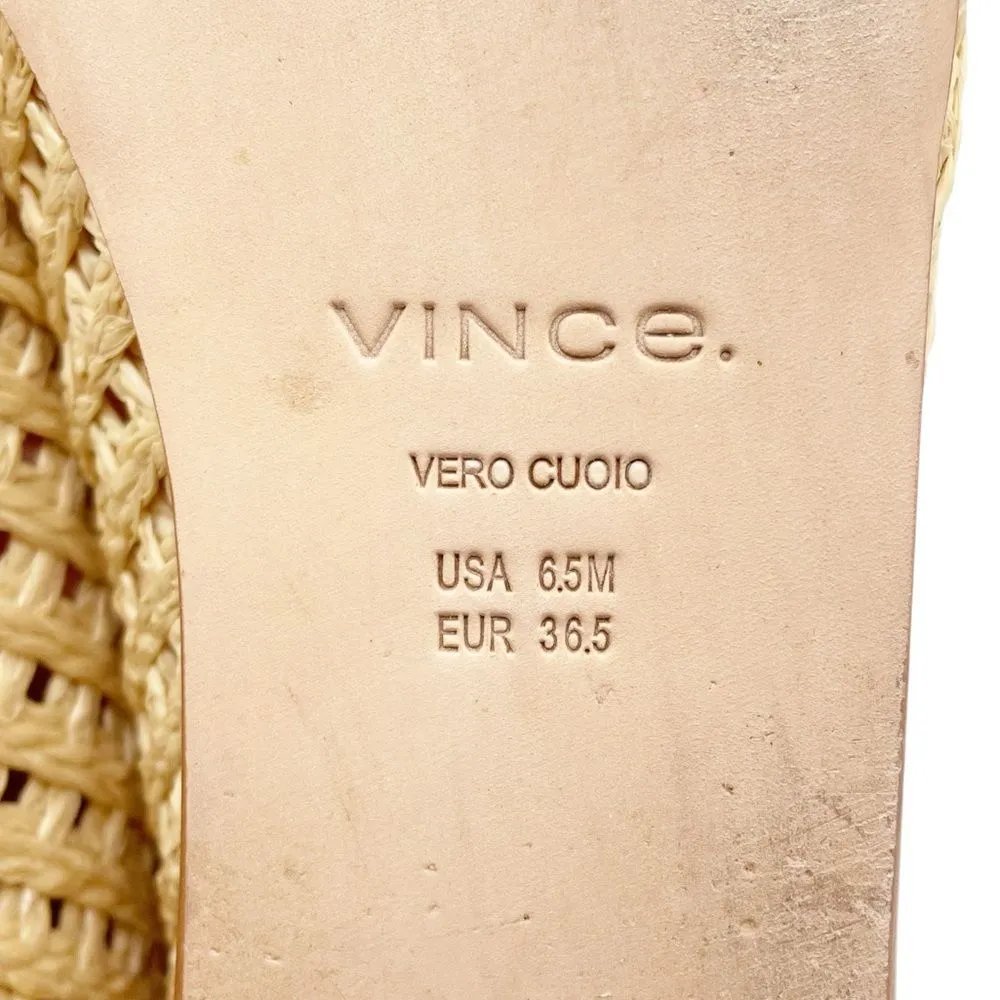 VINCe.
VERO CUOIO
USA 6.5M
EUR 36.5